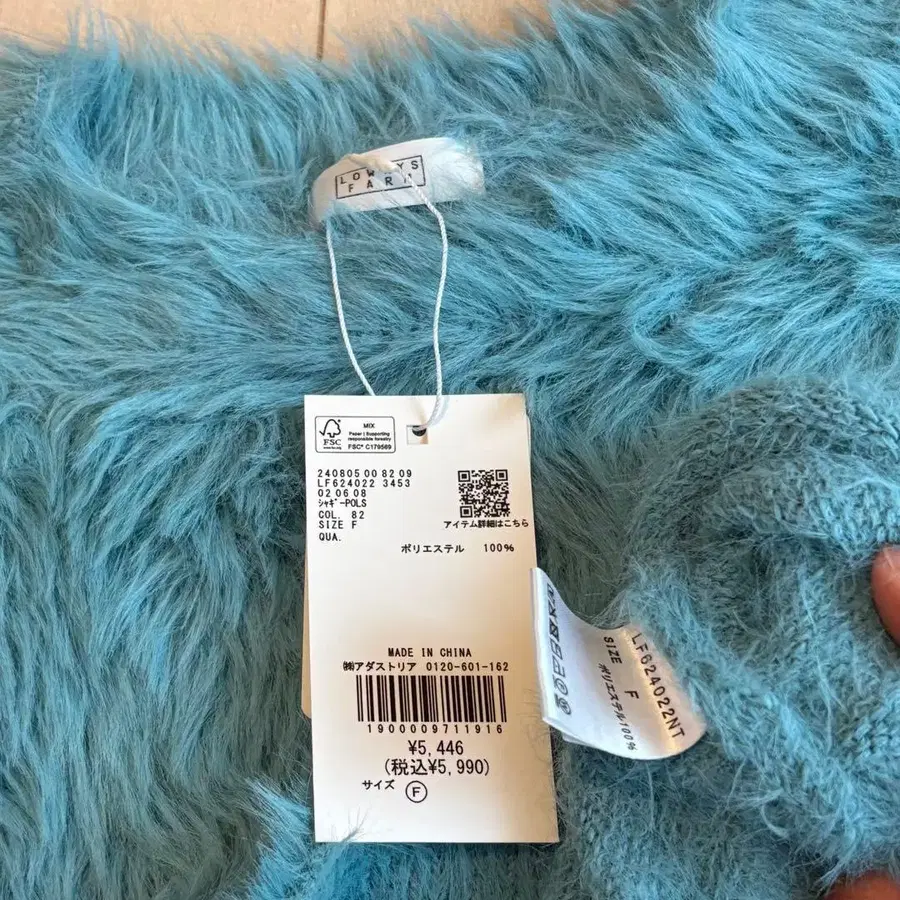 LOWRYS
FARM
FSC
MIX
Paper | Supporting
responsible forestry
FSC® C179569
240805 00 82 09
LF624022 3453
02 06 08
ｼｬｷﾞｰPOLS
COL. 82
SIZE F
QUA.
アイテム詳細はこちら
ポリエステル 100%
MADE IN CHINA
㈱アダストリア 0120-601-162
1900009711916
¥5,446
(税込¥5,990)
サイズ F
LF624022NT
SIZE F
ポリエステル100%